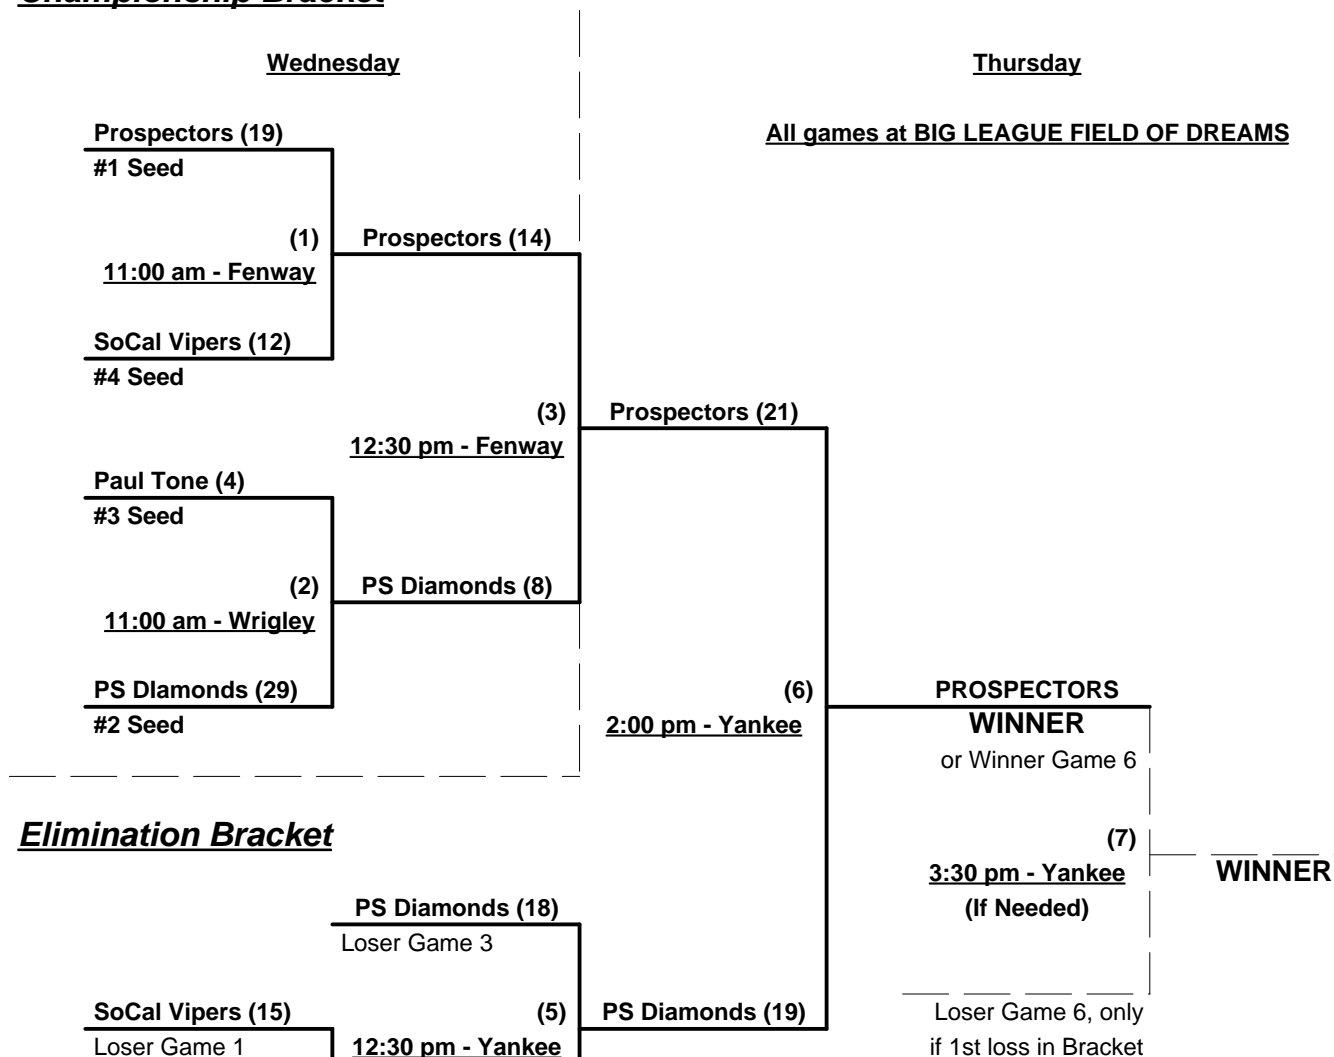 Championship Bracket
Wednesday
Thursday
All games at BIG LEAGUE FIELD OF DREAMS
Prospectors (19)
#1 Seed
(1)
11:00 am - Fenway
Prospectors (14)
SoCal Vipers (12)
#4 Seed
(3)
12:30 pm - Fenway
Prospectors (21)
Paul Tone (4)
#3 Seed
(2)
11:00 am - Wrigley
PS Diamonds (8)
PS DIamonds (29)
#2 Seed
(6)
2:00 pm - Yankee
PROSPECTORS
WINNER
or Winner Game 6
Elimination Bracket
(7)
3:30 pm - Yankee
(If Needed)
WINNER
PS Diamonds (18)
Loser Game 3
SoCal Vipers (15)
Loser Game 1
(5)
12:30 pm - Yankee
PS Diamonds (19)
Loser Game 6, only
if 1st loss in Bracket